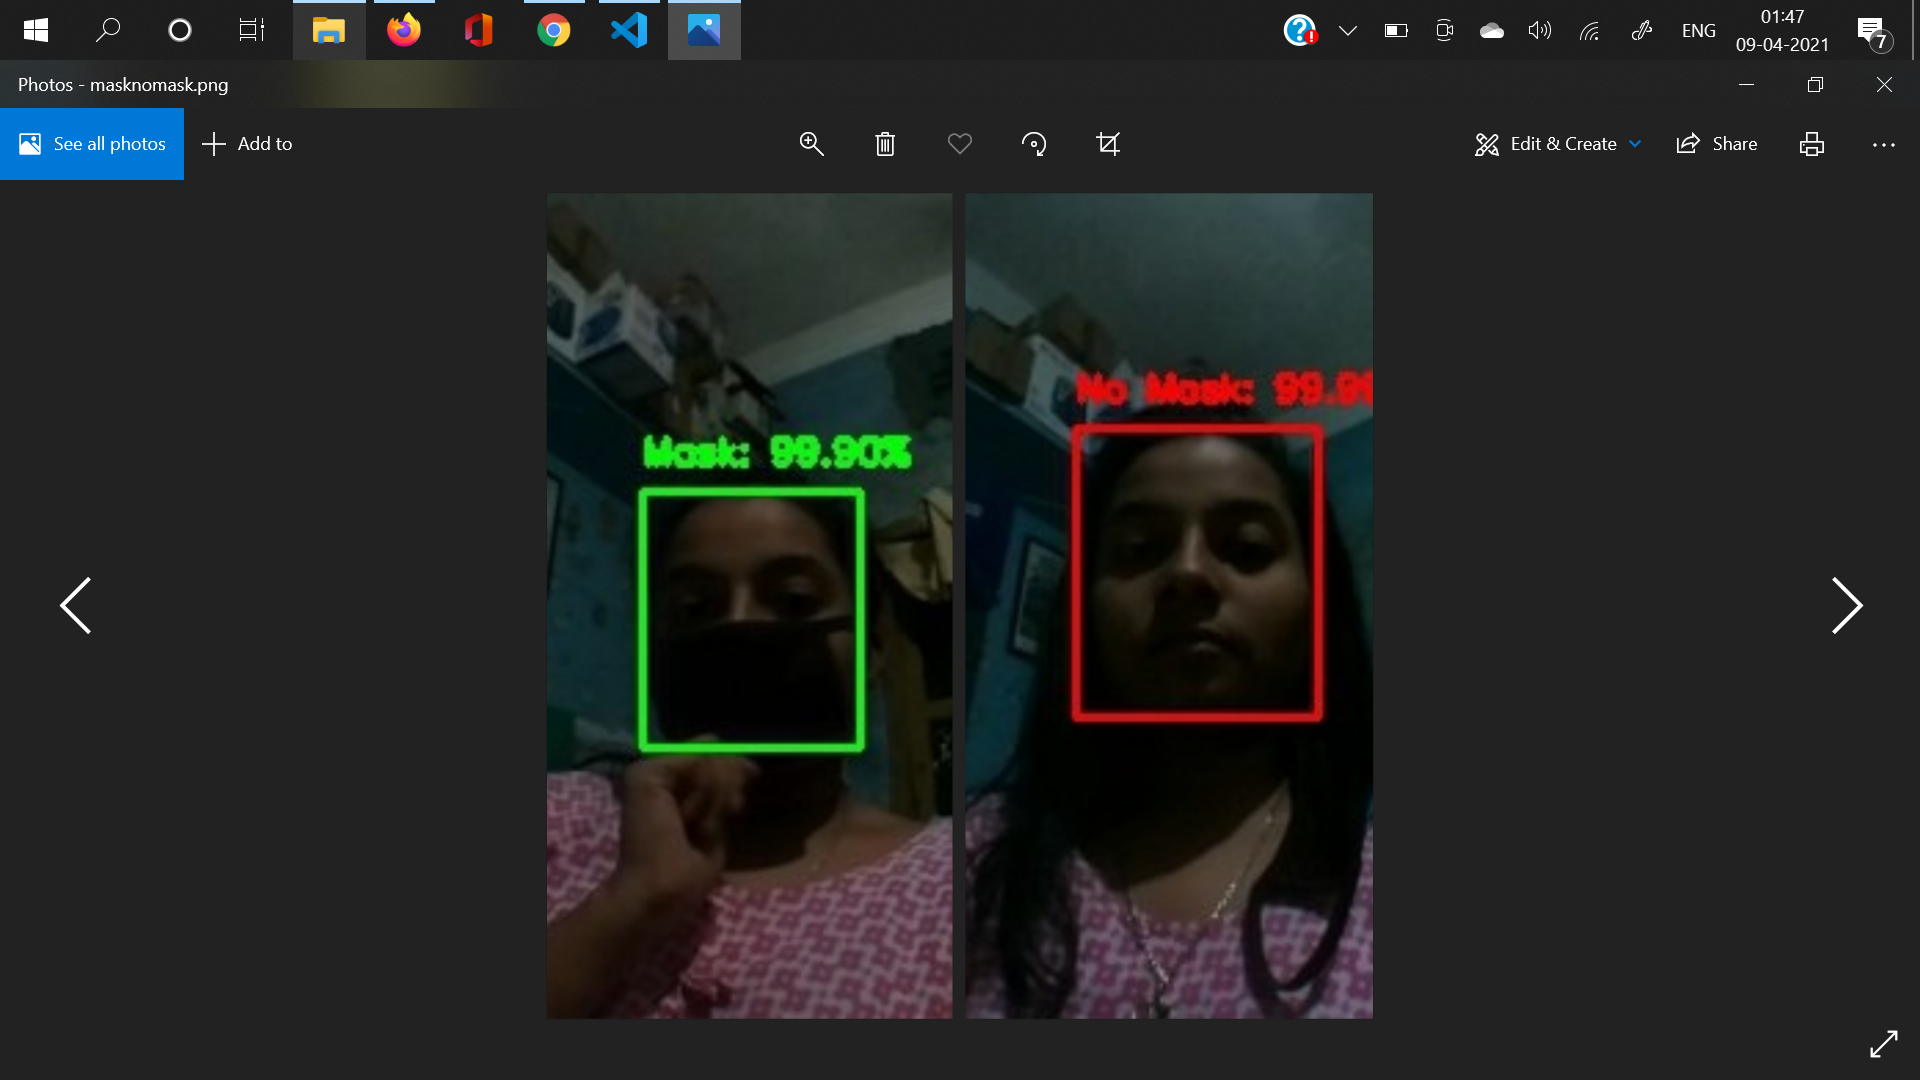 ENG
01:47
09-04-2021
7
Photos - masknomask.png
See all photos
Add to
Edit & Create
Share
No Mask: 99.9
Mask: 99.90%